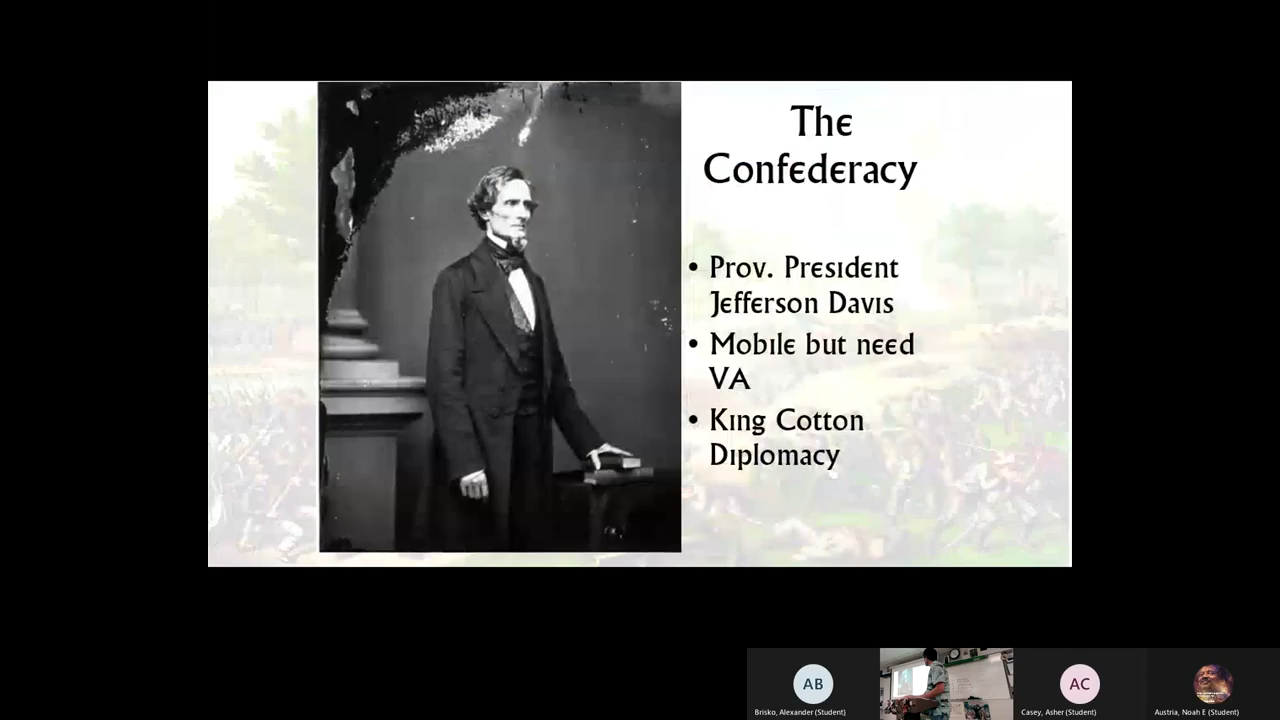 The
Confederacy
• Prov. President
Jefferson Davis
• Mobile but need
VA
• King Cotton
Diplomacy
AB
AC
Brisko, Alexander (Student)
Casey, Asher (Student)
Austria, Noah E (Student)